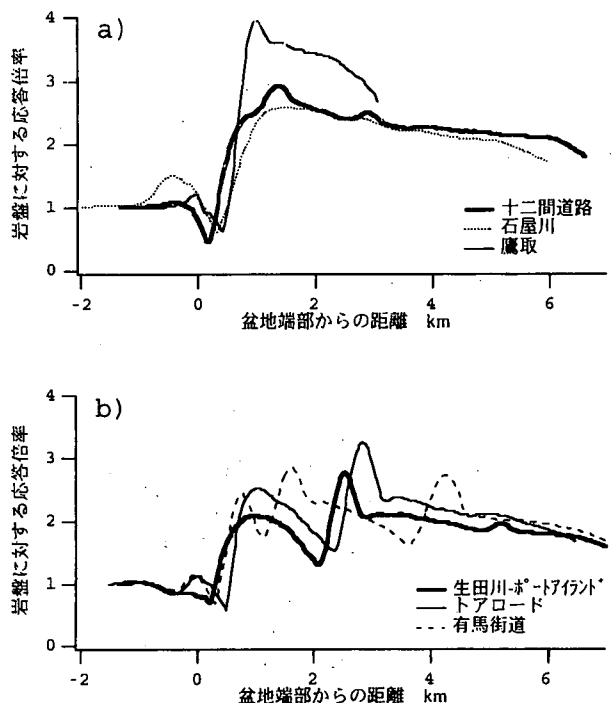 a)
岩盤に対する応答倍率
4
3
2
1
0
十二間道路
石屋川
鷹取
-2 0 2 4 6
盆地端部からの距離 km
b)
岩盤に対する応答倍率
4
3
2
1
0
生田川-ポートアイランド
トアロード
有馬街道
-2 0 2 4 6
盆地端部からの距離 km